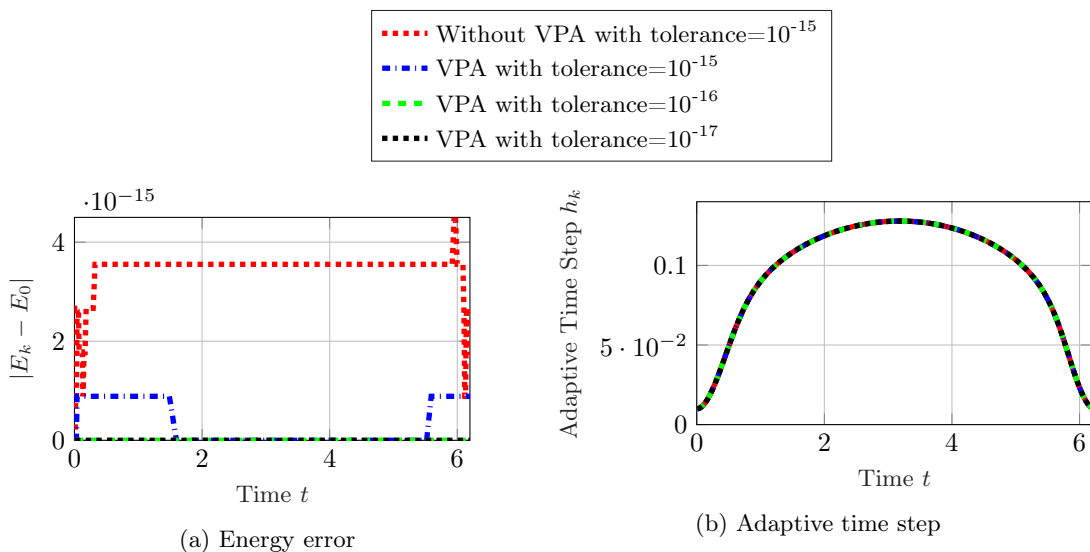 Without VPA with tolerance=10^-15
VPA with tolerance=10^-15
VPA with tolerance=10^-16
VPA with tolerance=10^-17
·10^−15
|E_k − E_0|
4
2
0
0
2
4
6
Time t
(a) Energy error
Adaptive Time Step h_k
0.1
5 · 10^−2
0
0
2
4
6
Time t
(b) Adaptive time step